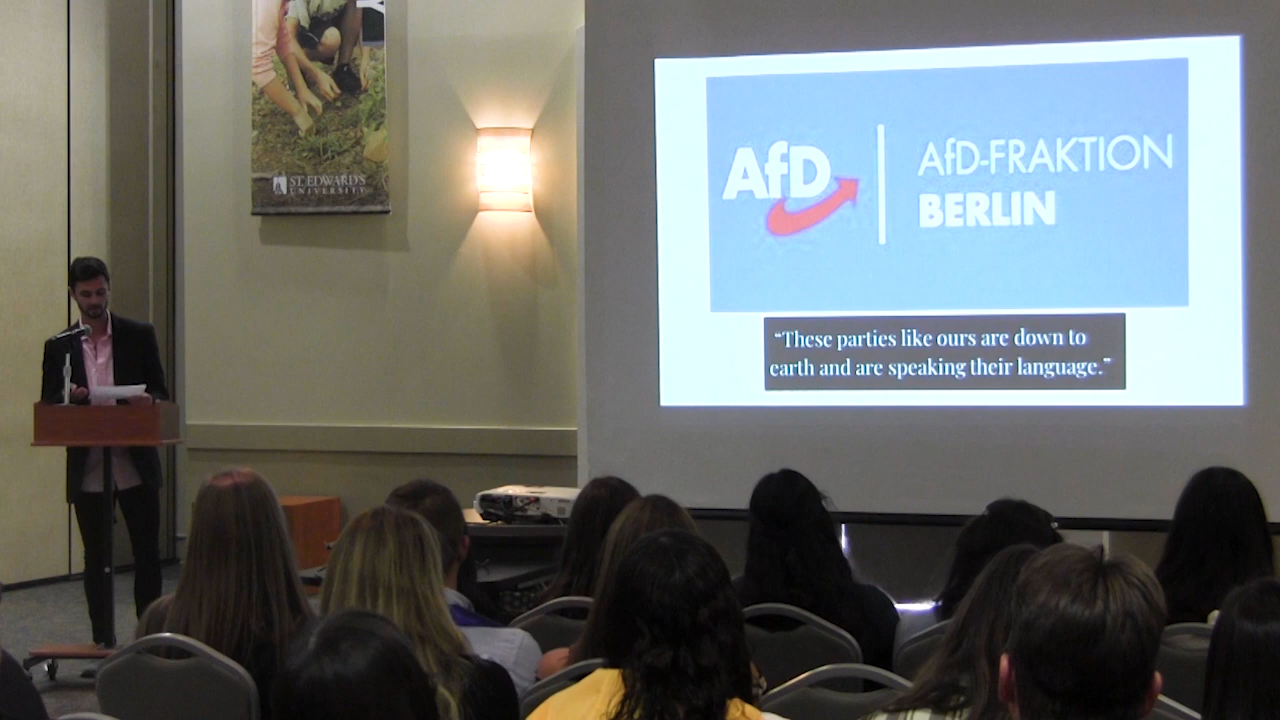 ST. EDWARD'S
UNIVERSITY
AfD
AfD-FRAKTION
BERLIN
“These parties like ours are down to
earth and are speaking their language.”